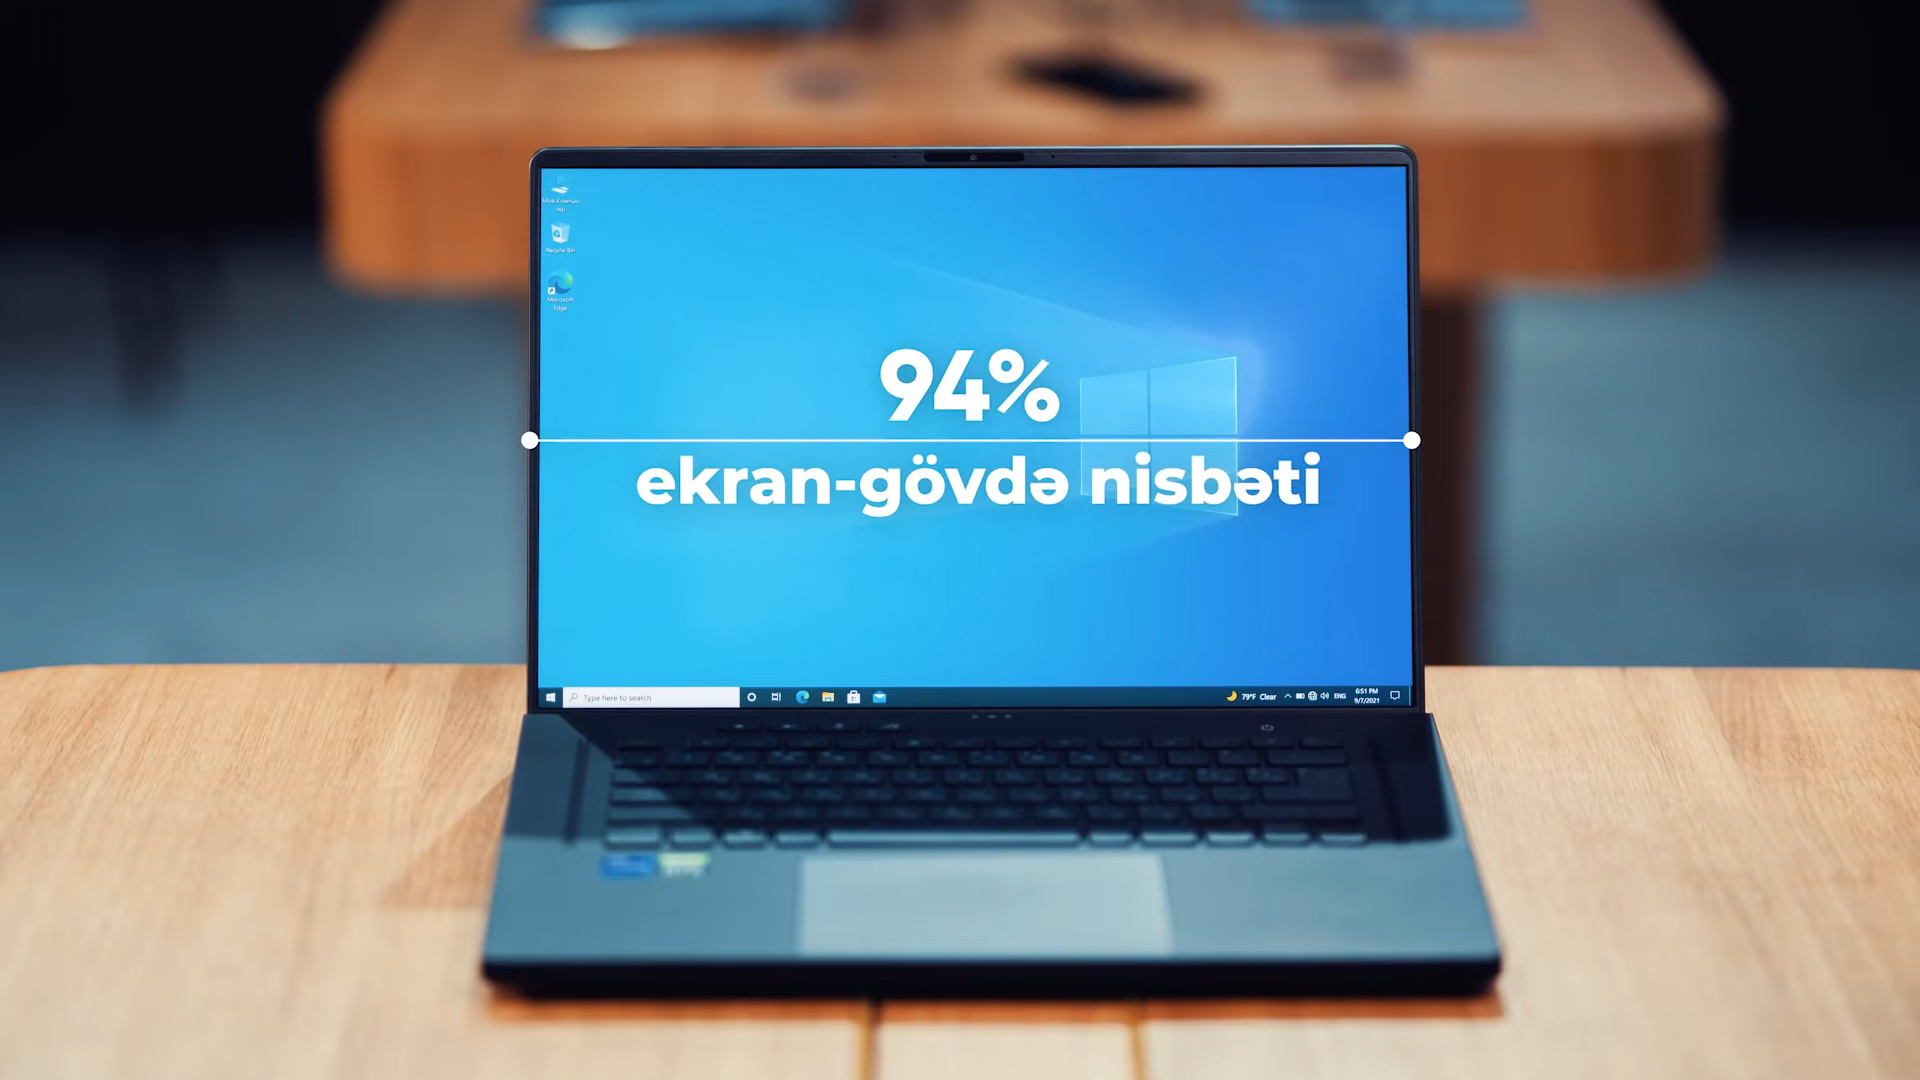 Recycle Bin
Microsoft
Edge
94%
ekran-gövdə nisbəti
Type here to search
79°F Clear
ENG
6:51 PM
9/7/2021